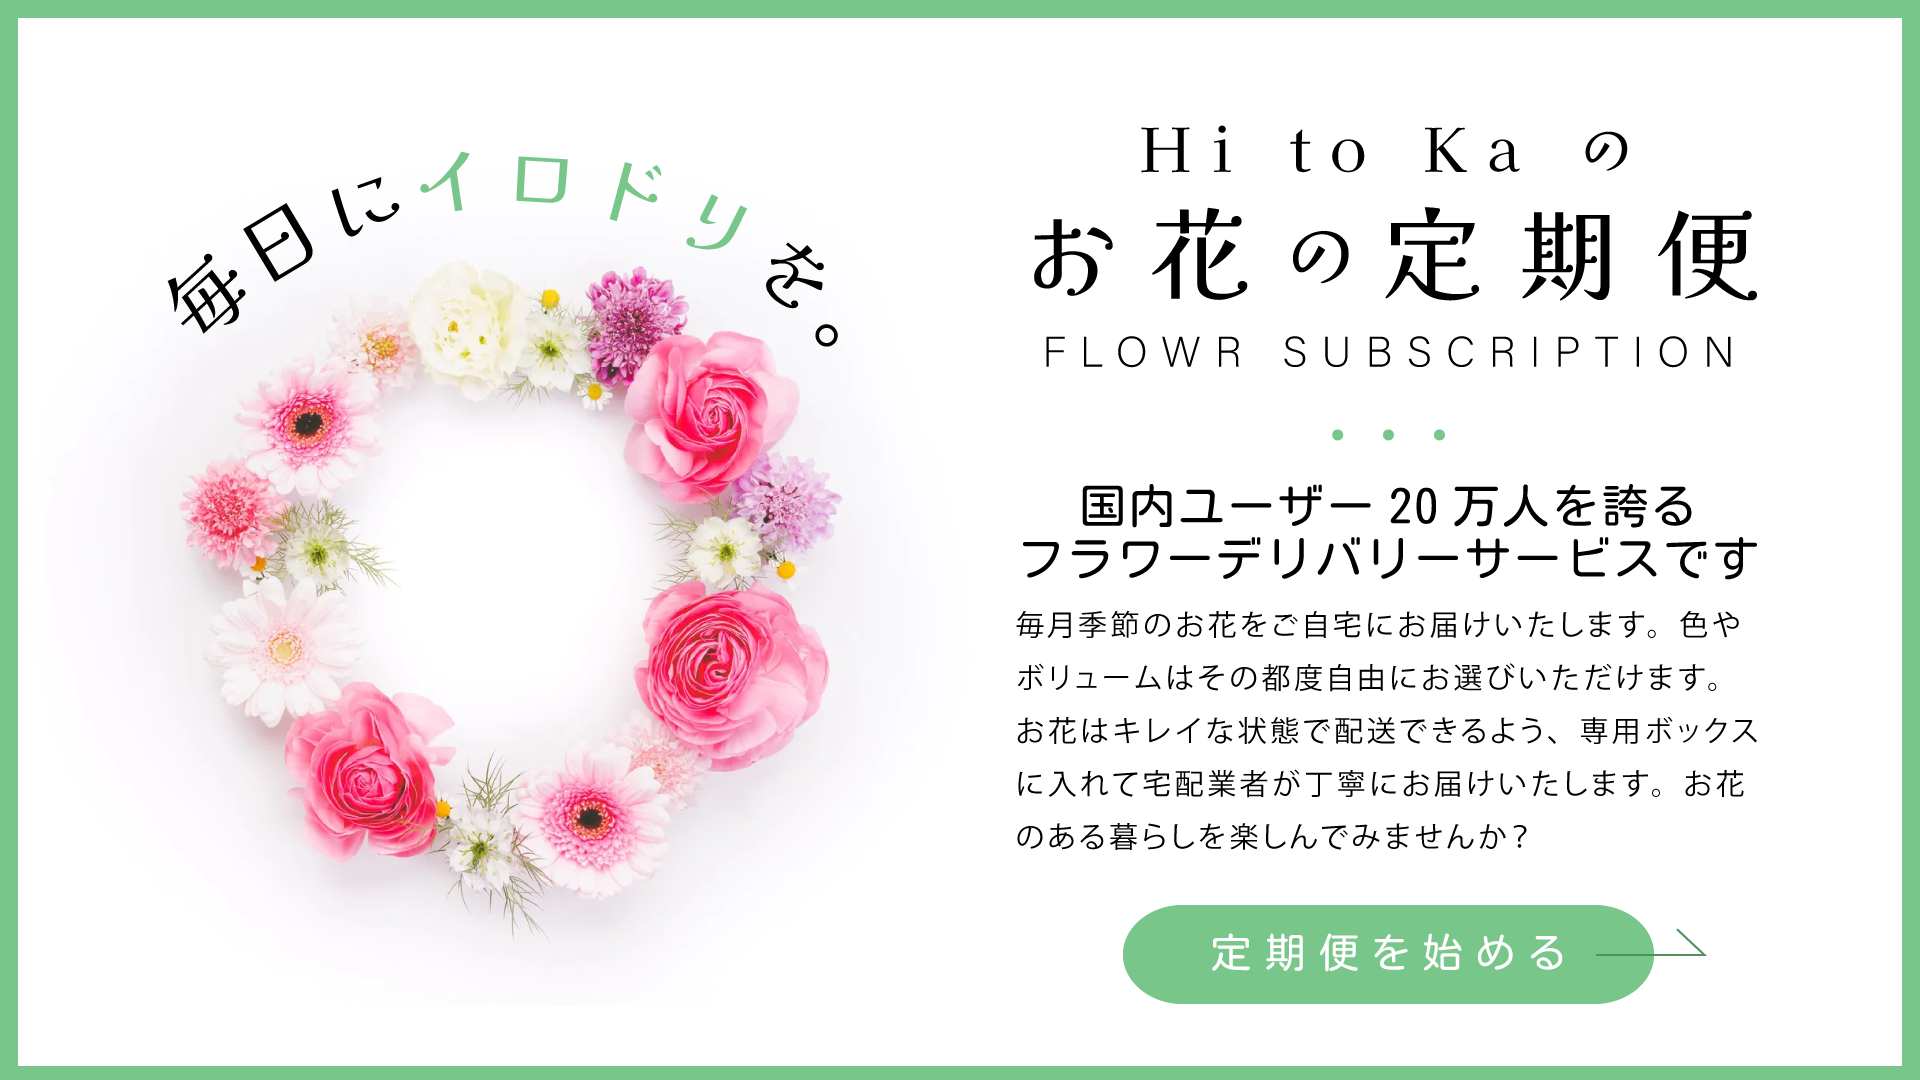 毎日にイロドリを。
Hi to Ka の
お花の定期便
FLOWR SUBSCRIPTION
国内ユーザー20万人を誇る
フラワーデリバリーサービスです
毎月季節のお花をご自宅にお届けいたします。色や
ボリュームはその都度自由にお選びいただけます。
お花はキレイな状態で配送できるよう、専用ボックス
に入れて宅配業者が丁寧にお届けいたします。お花
のある暮らしを楽しんでみませんか？
定期便を始める